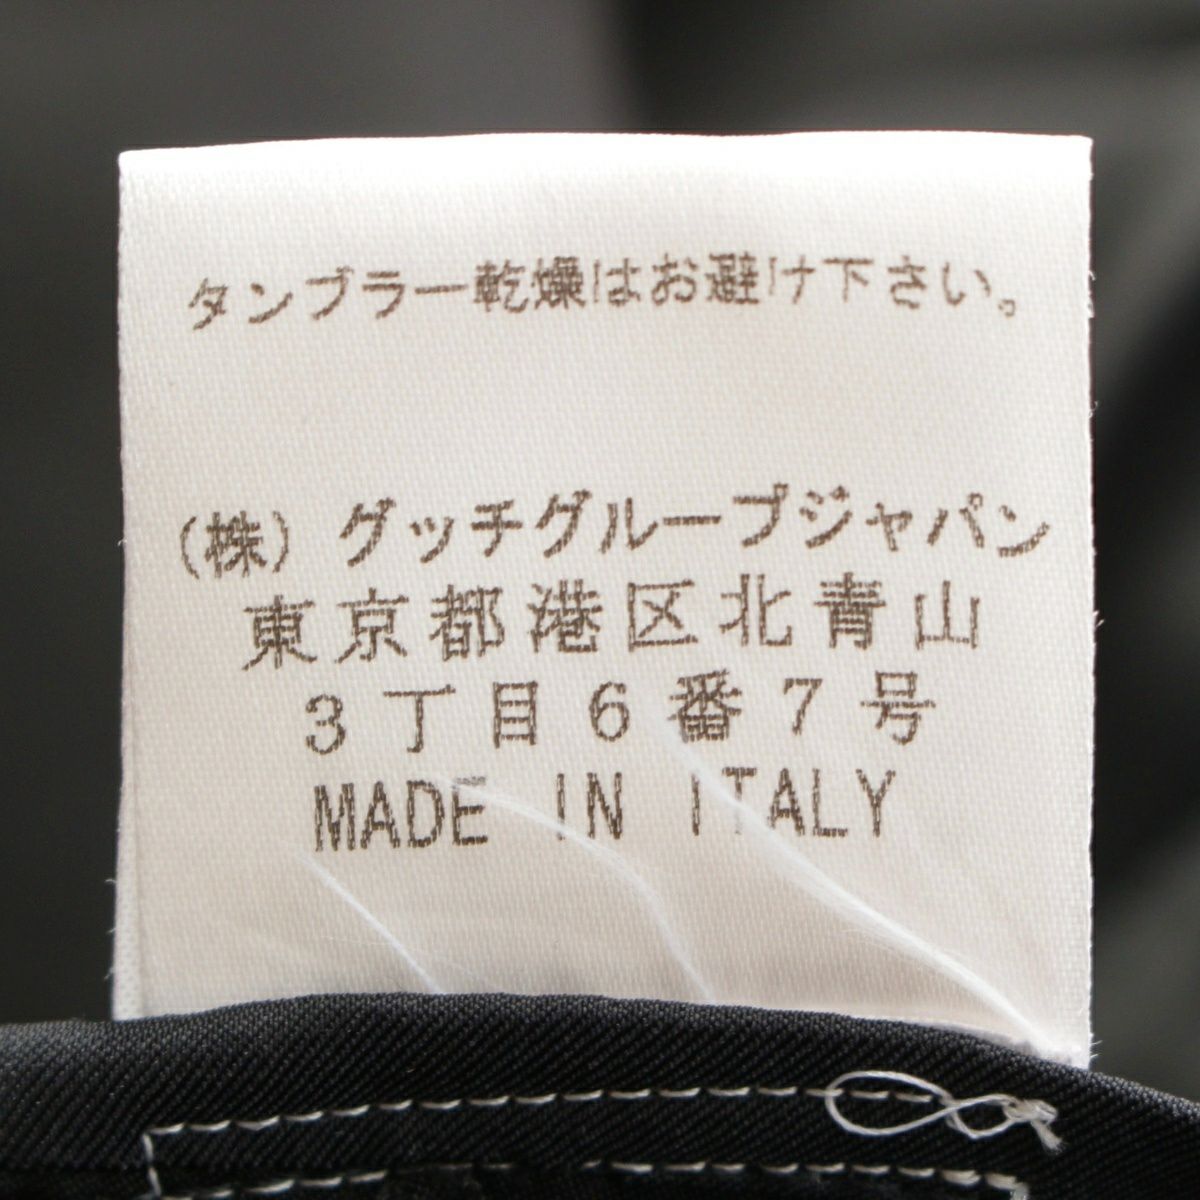 タンブラー乾燥はお避け下さい。
(株) グッチグループジャパン
東京都港区北青山
3丁目6番7号
MADE IN ITALY